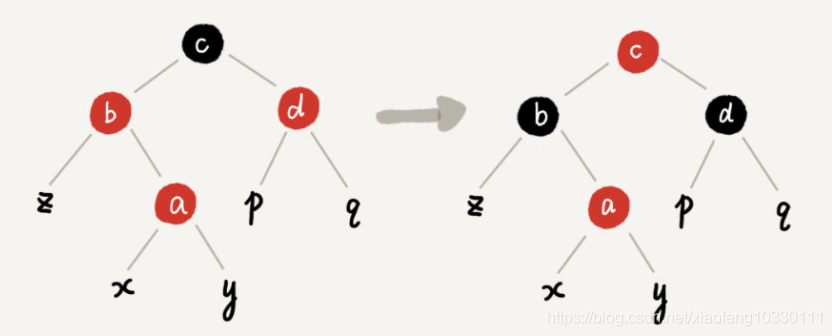 c c
b d b d
z a p q z a p q
x y x y
https://blog.csdn.net/xiaofeng10330111